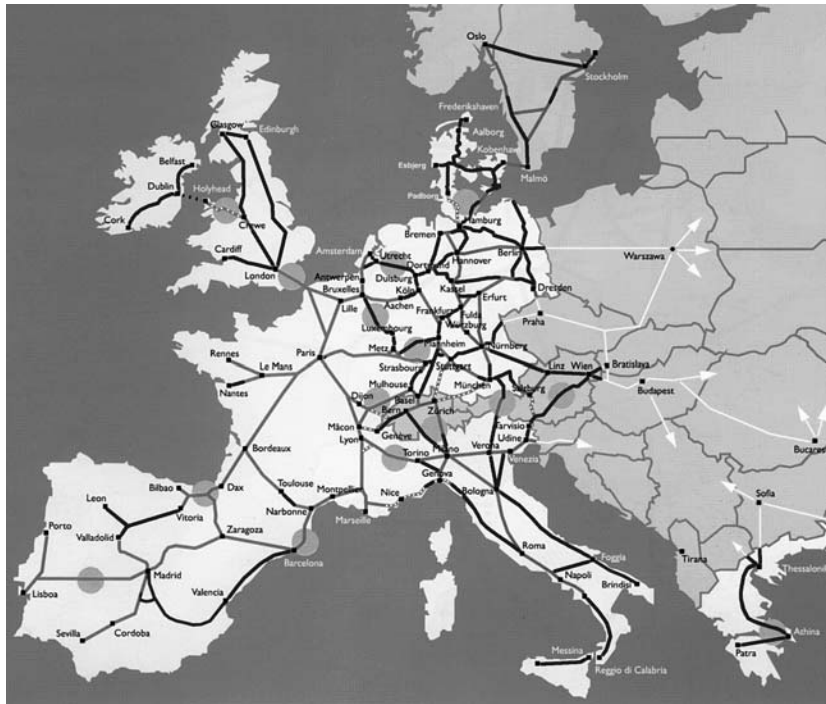 Oslo
Stockholm
Frederikshaven
Aalborg
Glasgow
Edinburgh
Kobenhavn
Belfast
Esbjerg
Malmö
Dublin
Holyhead
Padborg
Hamburg
Cork
Crewe
Bremen
Cardiff
Amsterdam
Utrecht
Hannover
Berlin
Warszawa
London
Dortmund
Antwerpen
Duisburg
Kassel
Bruxelles
Köln
Dresden
Lille
Aachen
Erfurt
Frankfurt
Fulda
Praha
Luxembourg
Wurzburg
Paris
Metz
Mannheim
Nürnberg
Rennes
Le Mans
Strasbourg
Stuttgart
Linz
Wien
Bratislava
Nantes
Mulhouse
München
Salzburg
Budapest
Dijon
Basel
Bern
Zürich
Mâcon
Genève
Tarvisio
Lyon
Udine
Bordeaux
Torino
Milano
Verona
Venezia
Bucarest
Genova
Bilbao
Dax
Toulouse
Montpellier
Nice
Bologna
Leon
Vitoria
Narbonne
Marseille
Sofia
Porto
Valladolid
Zaragoza
Roma
Foggia
Tirana
Thessaloniki
Barcelona
Madrid
Napoli
Brindisi
Lisboa
Valencia
Sevilla
Cordoba
Messina
Athina
Patra
Reggio di Calabria